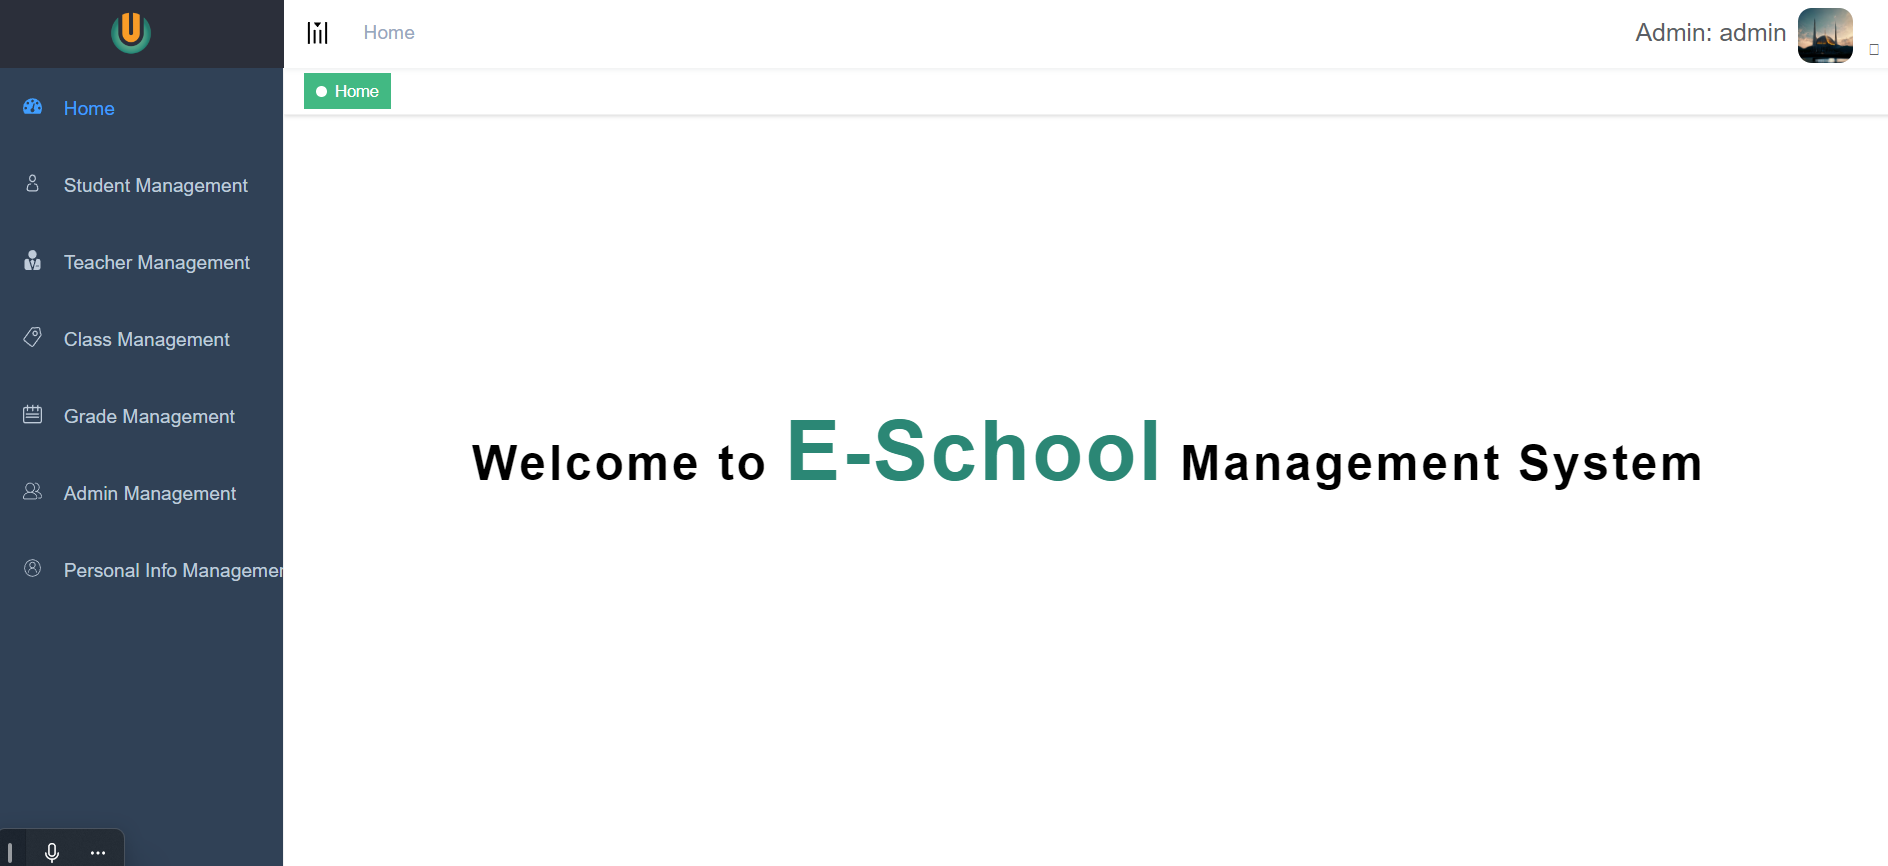 Home
Admin: admin
Home
Home
Student Management
Teacher Management
Class Management
Grade Management
Admin Management
Personal Info Managemen
Welcome to E-School Management System